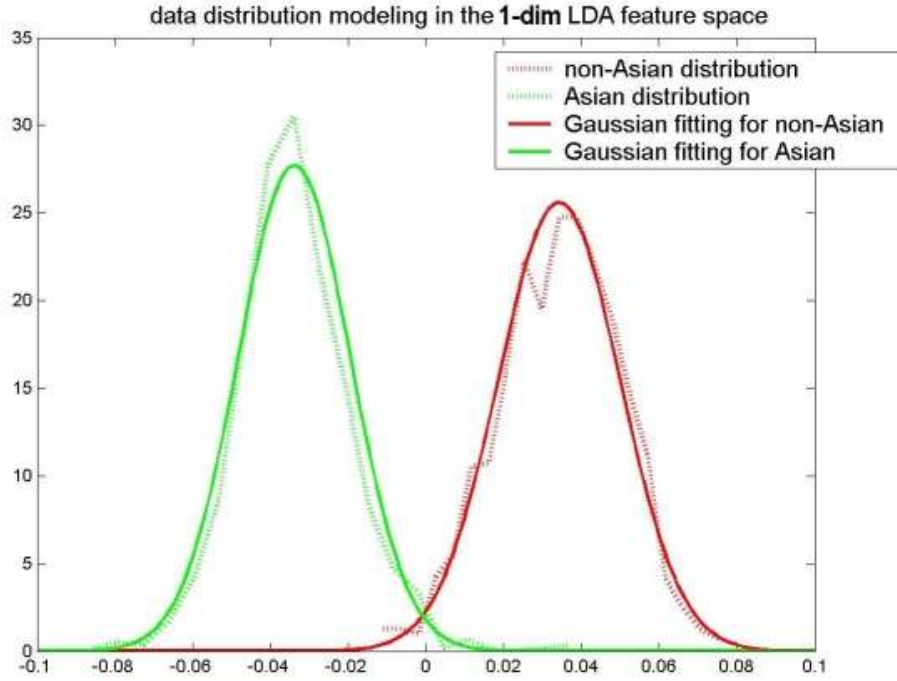 data distribution modeling in the 1-dim LDA feature space
35
30
25
20
15
10
5
0
non-Asian distribution
Asian distribution
Gaussian fitting for non-Asian
Gaussian fitting for Asian
-0.1 -0.08 -0.06 -0.04 -0.02 0 0.02 0.04 0.06 0.08 0.1